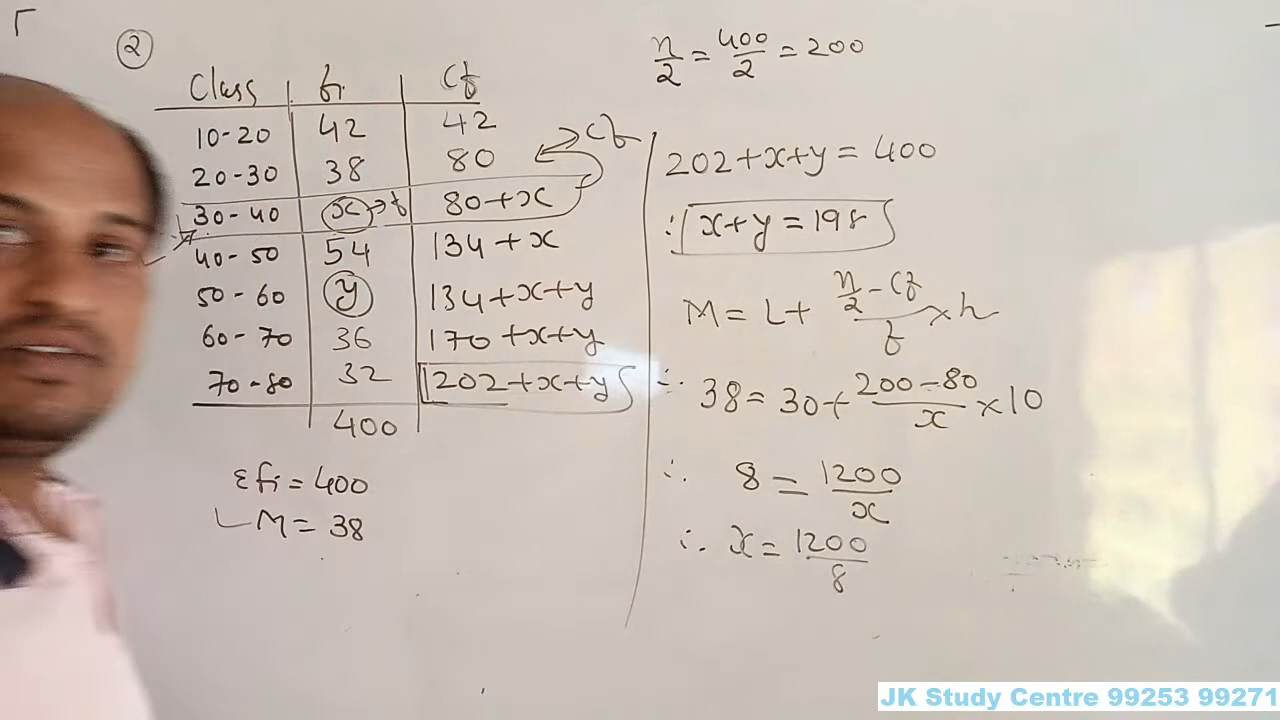 ②
Class fi Cf
10-20 42 42
20-30 38 80 → Cf
30-40 x → f 80+x
40-50 54 134+x
50-60 y 134+x+y
60-70 36 170+x+y
70-80 32 202+x+y
400
Σfi = 400
M = 38
n/2 = 400/2 = 200
202+x+y = 400
∴ x+y = 198
M = L + (n/2 - Cf)/f × h
∴ 38 = 30 + (200-80)/x × 10
∴ 8 = 1200/x
∴ x = 1200/8
JK Study Centre 99253 99271